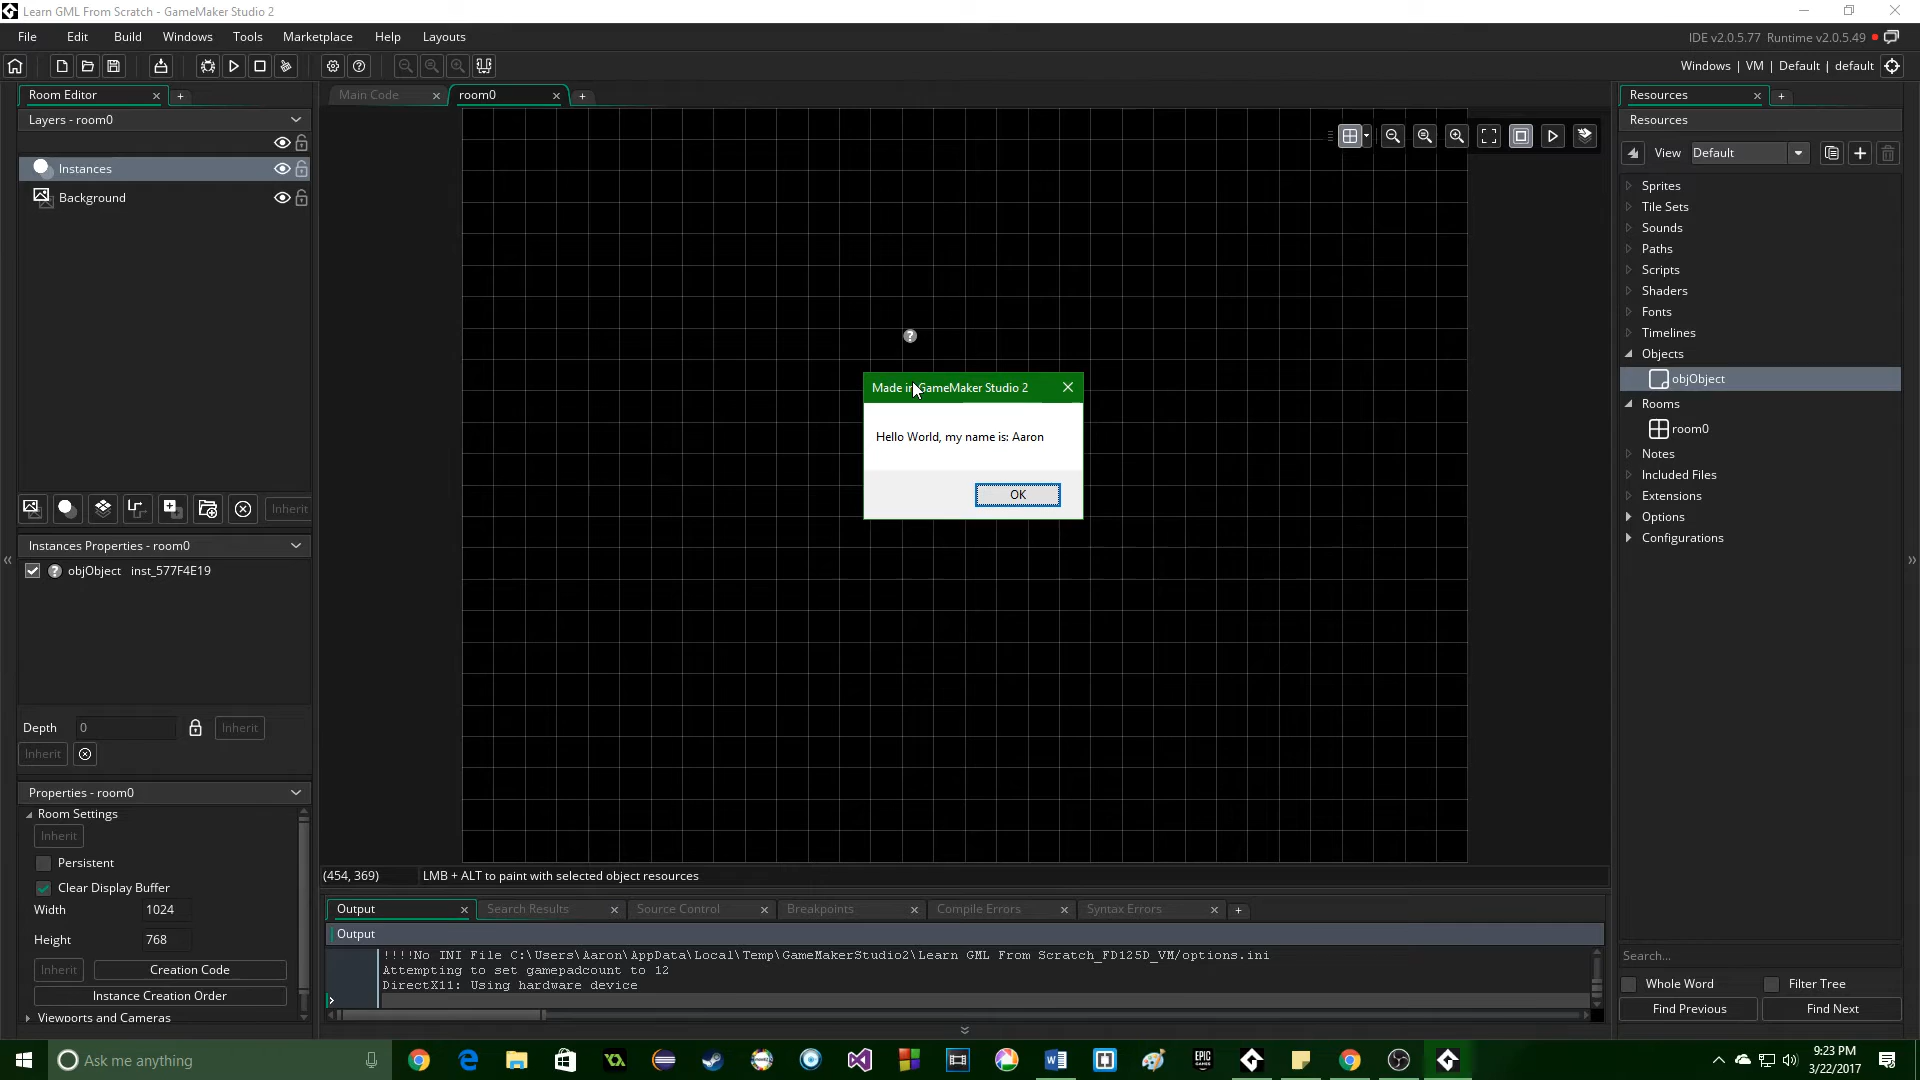 Learn GML From Scratch - GameMaker Studio 2
File Edit Build Windows Tools Marketplace Help Layouts
IDE v2.0.5.77 Runtime v2.0.5.49
Windows | VM | Default | default
Room Editor
Main Code
room0
Resources
Layers - room0
Resources
View Default
Instances
Background
Sprites
Tile Sets
Sounds
Paths
Scripts
Shaders
Fonts
Timelines
Objects
objObject
Rooms
room0
Notes
Included Files
Extensions
Options
Configurations
Made in GameMaker Studio 2
Hello World, my name is: Aaron
OK
Inherit
Instances Properties - room0
objObject inst_577F4E19
Depth 0 Inherit
Inherit
Properties - room0
Room Settings
Inherit
Persistent
Clear Display Buffer
Width 1024
Height 768
Inherit Creation Code
Instance Creation Order
Viewports and Cameras
(454, 369) LMB + ALT to paint with selected object resources
Output Search Results Source Control Breakpoints Compile Errors Syntax Errors
Output
!!!!No INI File C:\Users\Aaron\AppData\Local\Temp\GameMakerStudio2\Learn GML From Scratch_FD125D_VM/options.ini
Attempting to set gamepadcount to 12
DirectX11: Using hardware device
Search...
Whole Word Filter Tree
Find Previous Find Next
Ask me anything
EPIC GAMES
9:23 PM
3/22/2017